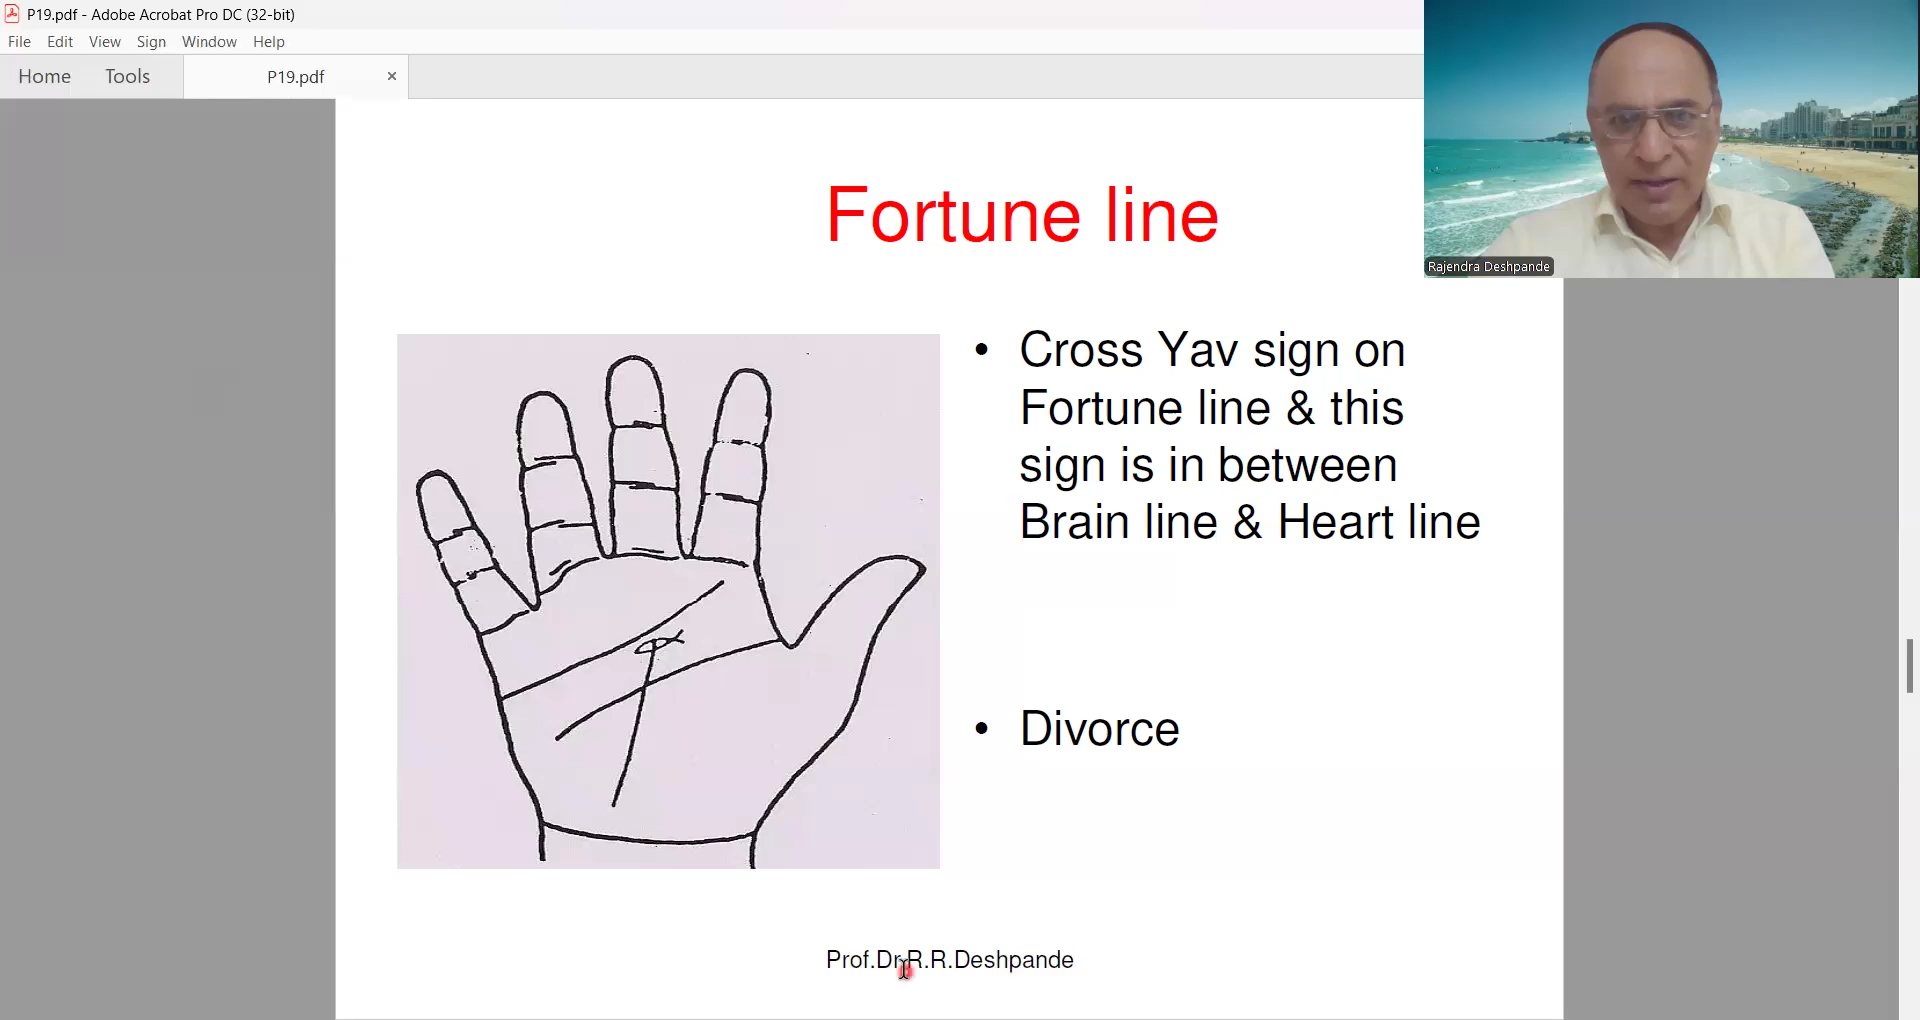 P19.pdf - Adobe Acrobat Pro DC (32-bit)
File Edit View Sign Window Help
Home Tools P19.pdf ×
Rajendra Deshpande
Fortune line
• Cross Yav sign on
Fortune line & this
sign is in between
Brain line & Heart line
• Divorce
Prof.Dr.R.R.Deshpande